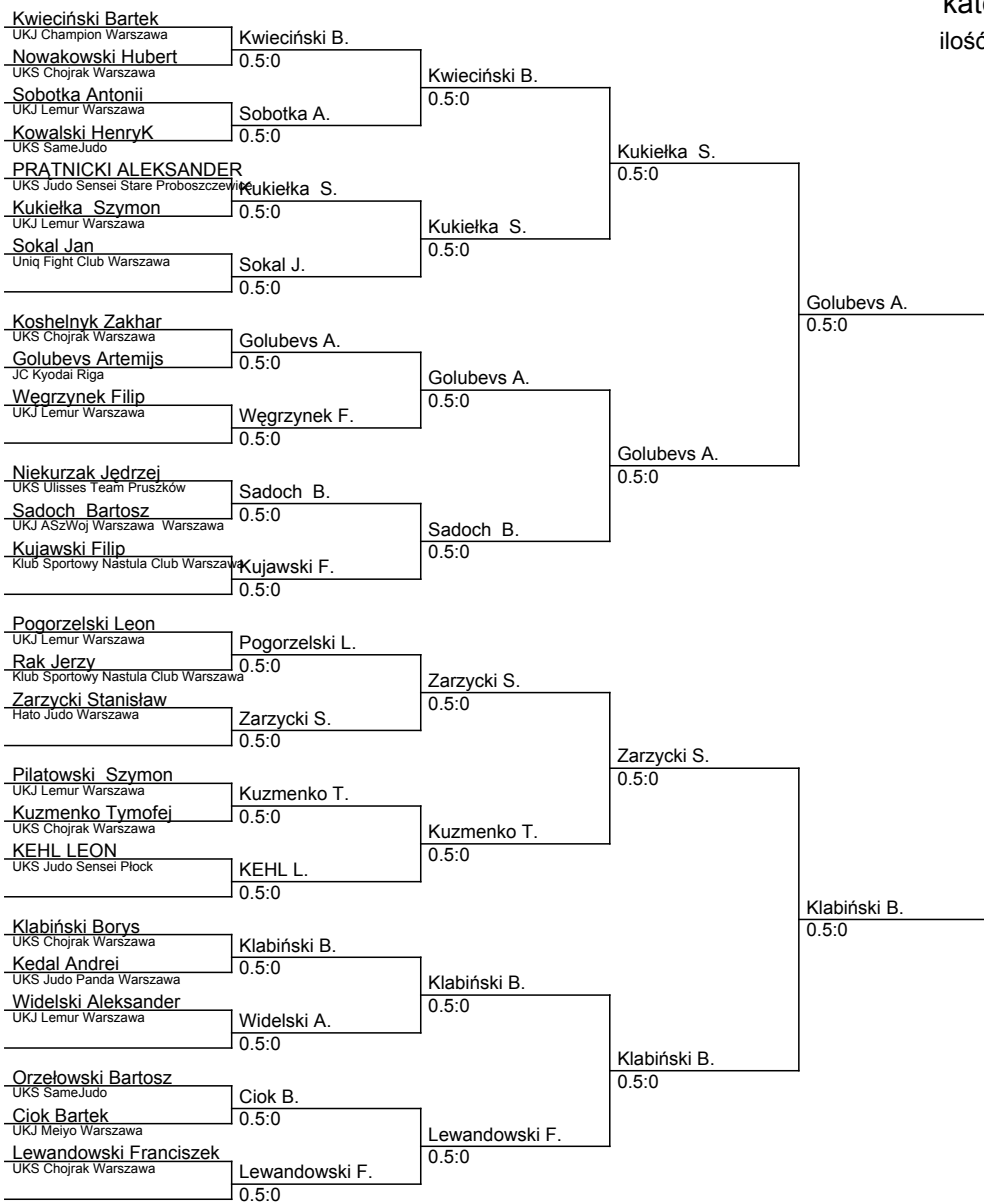 kate
ilość
Kwieciński Bartek
UKJ Champion Warszawa
Nowakowski Hubert
UKS Chojrak Warszawa
Sobotka Antonii
UKJ Lemur Warszawa
Kowalski HenryK
UKS SameJudo
PRĄTNICKI ALEKSANDER
UKS Judo Sensei Stare Proboszczewice
Kukiełka  Szymon
UKJ Lemur Warszawa
Sokal Jan
Uniq Fight Club Warszawa
Koshelnyk Zakhar
UKS Chojrak Warszawa
Golubevs Artemijs
JC Kyodai Riga
Węgrzynek Filip
UKJ Lemur Warszawa
Niekurzak Jędrzej
UKS Ulisses Team Pruszków
Sadoch  Bartosz
UKJ ASzWoj Warszawa  Warszawa
Kujawski Filip
Klub Sportowy Nastula Club Warszawa
Pogorzelski Leon
UKJ Lemur Warszawa
Rak Jerzy
Klub Sportowy Nastula Club Warszawa
Zarzycki Stanisław
Hato Judo Warszawa
Pilatowski  Szymon
UKJ Lemur Warszawa
Kuzmenko Tymofej
UKS Chojrak Warszawa
KEHL LEON
UKS Judo Sensei Płock
Klabiński Borys
UKS Chojrak Warszawa
Kedal Andrei
UKS Judo Panda Warszawa
Widelski Aleksander
UKJ Lemur Warszawa
Orzełowski Bartosz
UKS SameJudo
Ciok Bartek
UKJ Meiyo Warszawa
Lewandowski Franciszek
UKS Chojrak Warszawa
Kwieciński B.
0.5:0
Sobotka A.
0.5:0
Kukiełka  S.
0.5:0
Sokal J.
0.5:0
Golubevs A.
0.5:0
Węgrzynek F.
0.5:0
Sadoch  B.
0.5:0
Kujawski F.
0.5:0
Pogorzelski L.
0.5:0
Zarzycki S.
0.5:0
Kuzmenko T.
0.5:0
KEHL L.
0.5:0
Klabiński B.
0.5:0
Widelski A.
0.5:0
Ciok B.
0.5:0
Lewandowski F.
0.5:0
Kwieciński B.
0.5:0
Kukiełka  S.
0.5:0
Golubevs A.
0.5:0
Sadoch  B.
0.5:0
Zarzycki S.
0.5:0
Kuzmenko T.
0.5:0
Klabiński B.
0.5:0
Lewandowski F.
0.5:0
Kukiełka  S.
0.5:0
Golubevs A.
0.5:0
Zarzycki S.
0.5:0
Klabiński B.
0.5:0
Golubevs A.
0.5:0
Klabiński B.
0.5:0